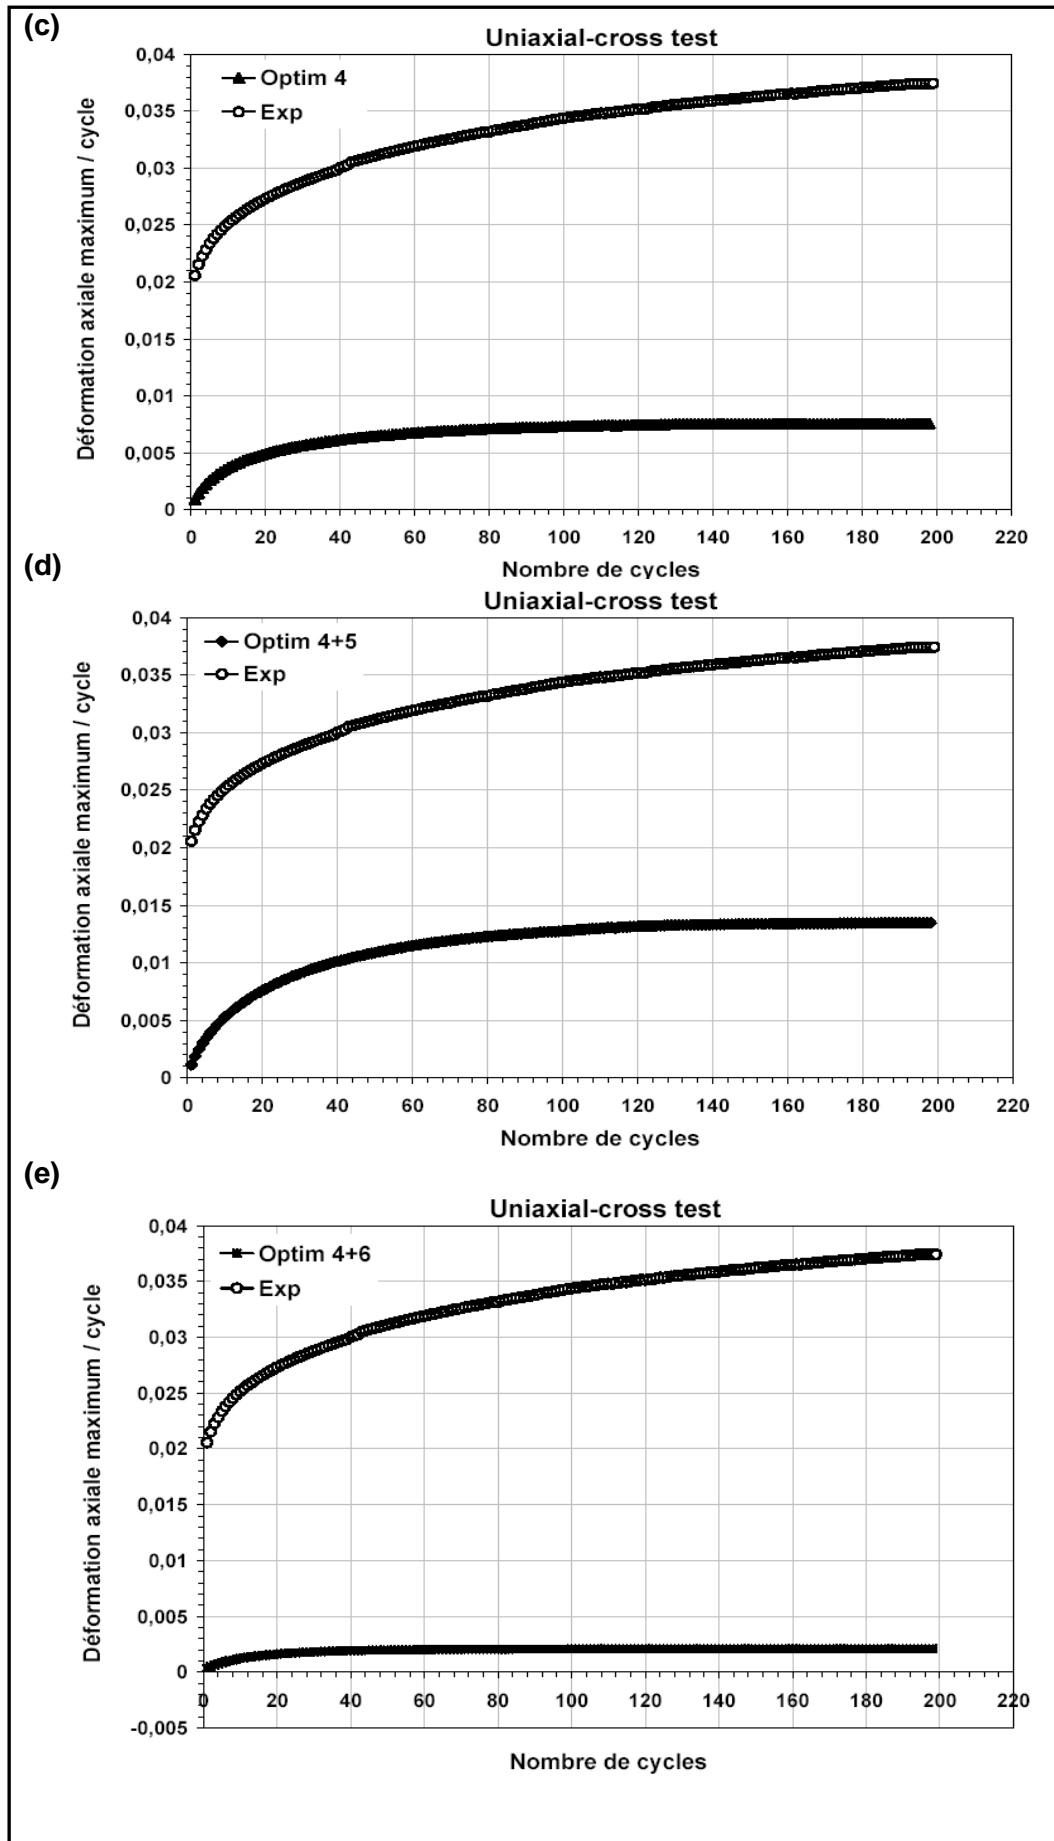 (c)
Uniaxial-cross test
0,04
0,035
0,03
0,025
0,02
0,015
0,01
0,005
0
Optim 4
Exp
Déformation axiale maximum / cycle
0 20 40 60 80 100 120 140 160 180 200 220
Nombre de cycles
(d)
Uniaxial-cross test
0,04
0,035
0,03
0,025
0,02
0,015
0,01
0,005
0
Optim 4+5
Exp
Déformation axiale maximum / cycle
0 20 40 60 80 100 120 140 160 180 200 220
Nombre de cycles
(e)
Uniaxial-cross test
0,04
0,035
0,03
0,025
0,02
0,015
0,01
0,005
0
-0,005
Optim 4+6
Exp
Déformation axiale maximum / cycle
0 20 40 60 80 100 120 140 160 180 200 220
Nombre de cycles